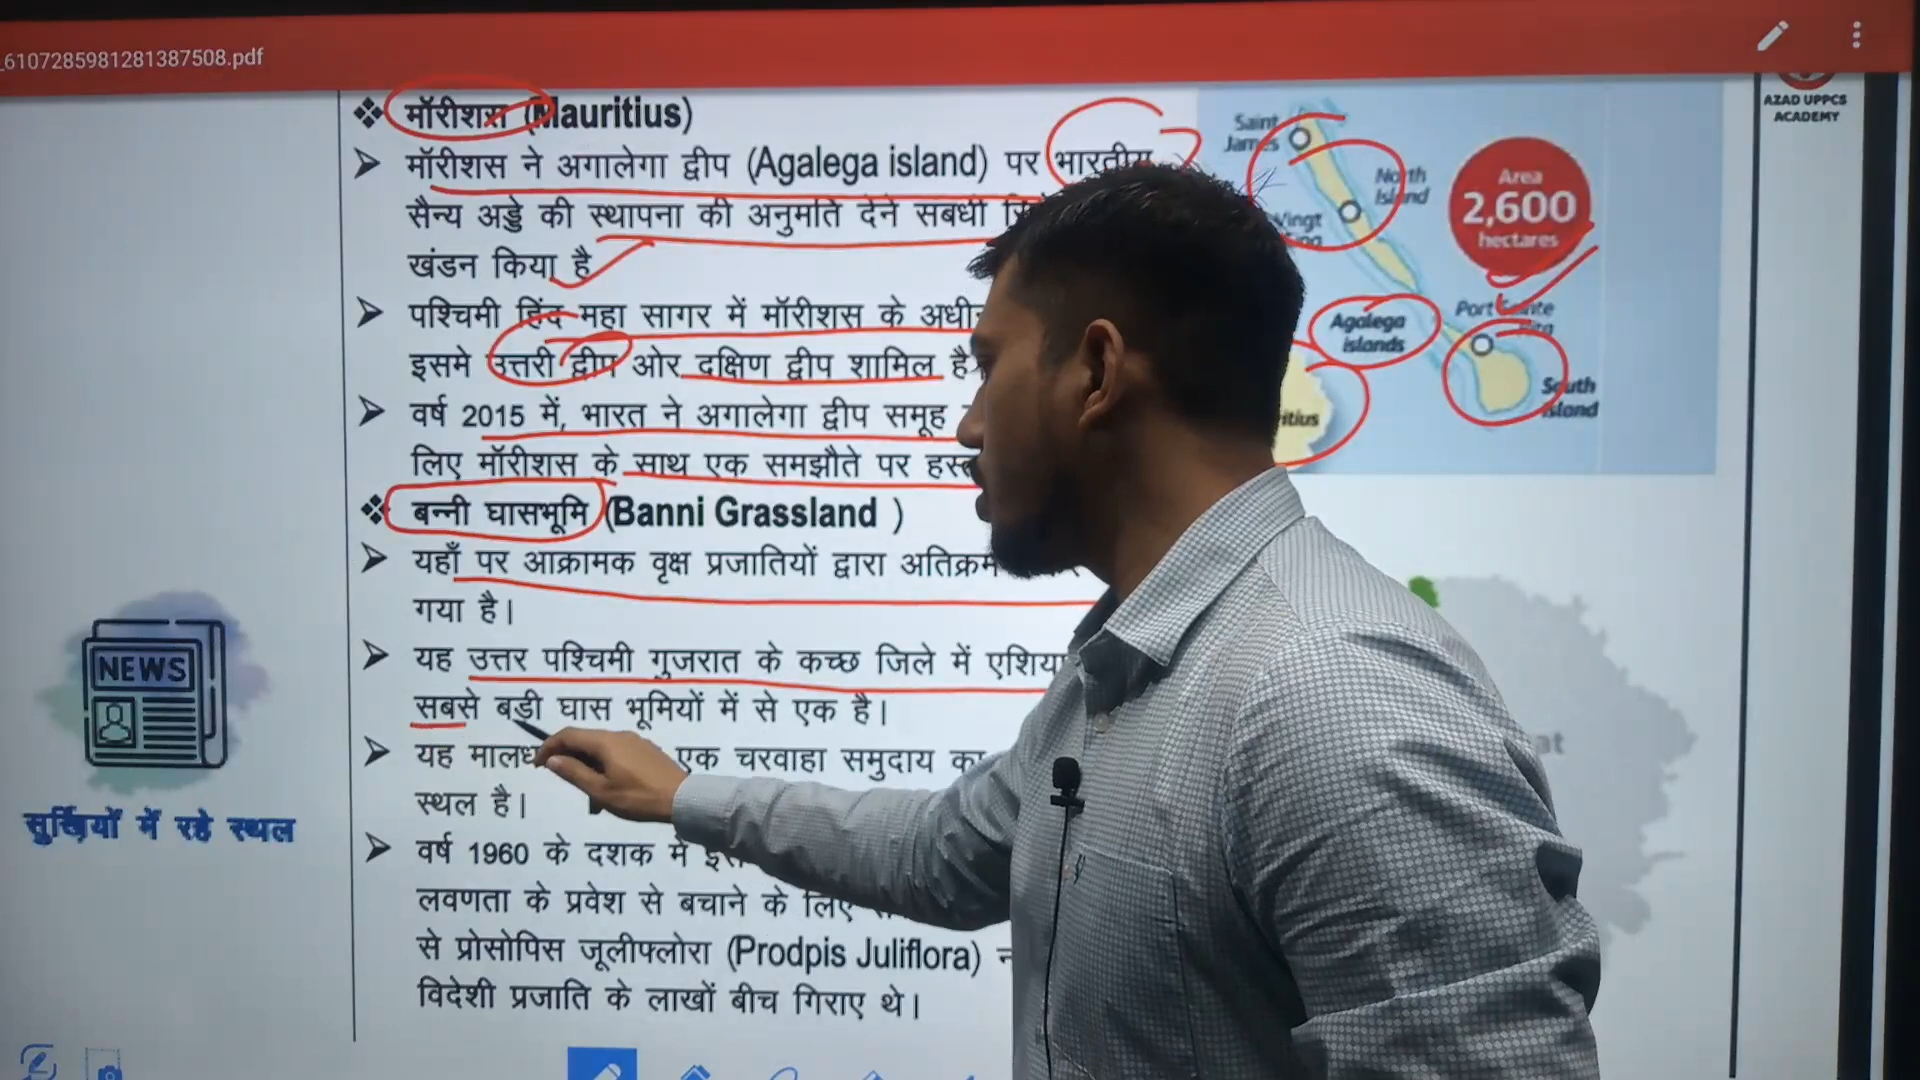 _6107285981281387508.pdf
AZAD UPPCS
ACADEMY
❖ मॉरीशस (Mauritius)
➤ मॉरीशस ने अगालेगा द्वीप (Agalega island) पर भारतीय
सैन्य अड्डे की स्थापना की अनुमति देने सबधी
खंडन किया है
➤ पश्चिमी हिंद महा सागर में मॉरीशस के
इसमे उत्तरी द्वीप ओर दक्षिण द्वीप शामिल है
➤ वर्ष 2015 में, भारत ने अगालेगा द्वीप समूह
लिए मॉरीशस के साथ एक समझौते पर
❖ बन्नी घासभूमि (Banni Grassland )
➤ यहाँ पर आक्रामक वृक्ष प्रजातियों द्वारा
गया है।
➤ यह उत्तर पश्चिमी गुजरात के कच्छ जिले में एशिया
सबसे बड़ी घास भूमियों में से एक है।
➤ यह एक चरवाहा समुदाय का
स्थल है।
➤ वर्ष 1960 के दशक में
लवणता के प्रवेश से बचाने के लिए
से प्रोसोपिस जूलीफ्लोरा (Prodpis Juliflora)
विदेशी प्रजाति के लाखों बीच गिराए थे।
Saint
James
North
Island
Vingt
Area
2,600
hectares
Agalega
islands
Port
South
Island
NEWS
सुर्ख़ियों में रहे स्थल